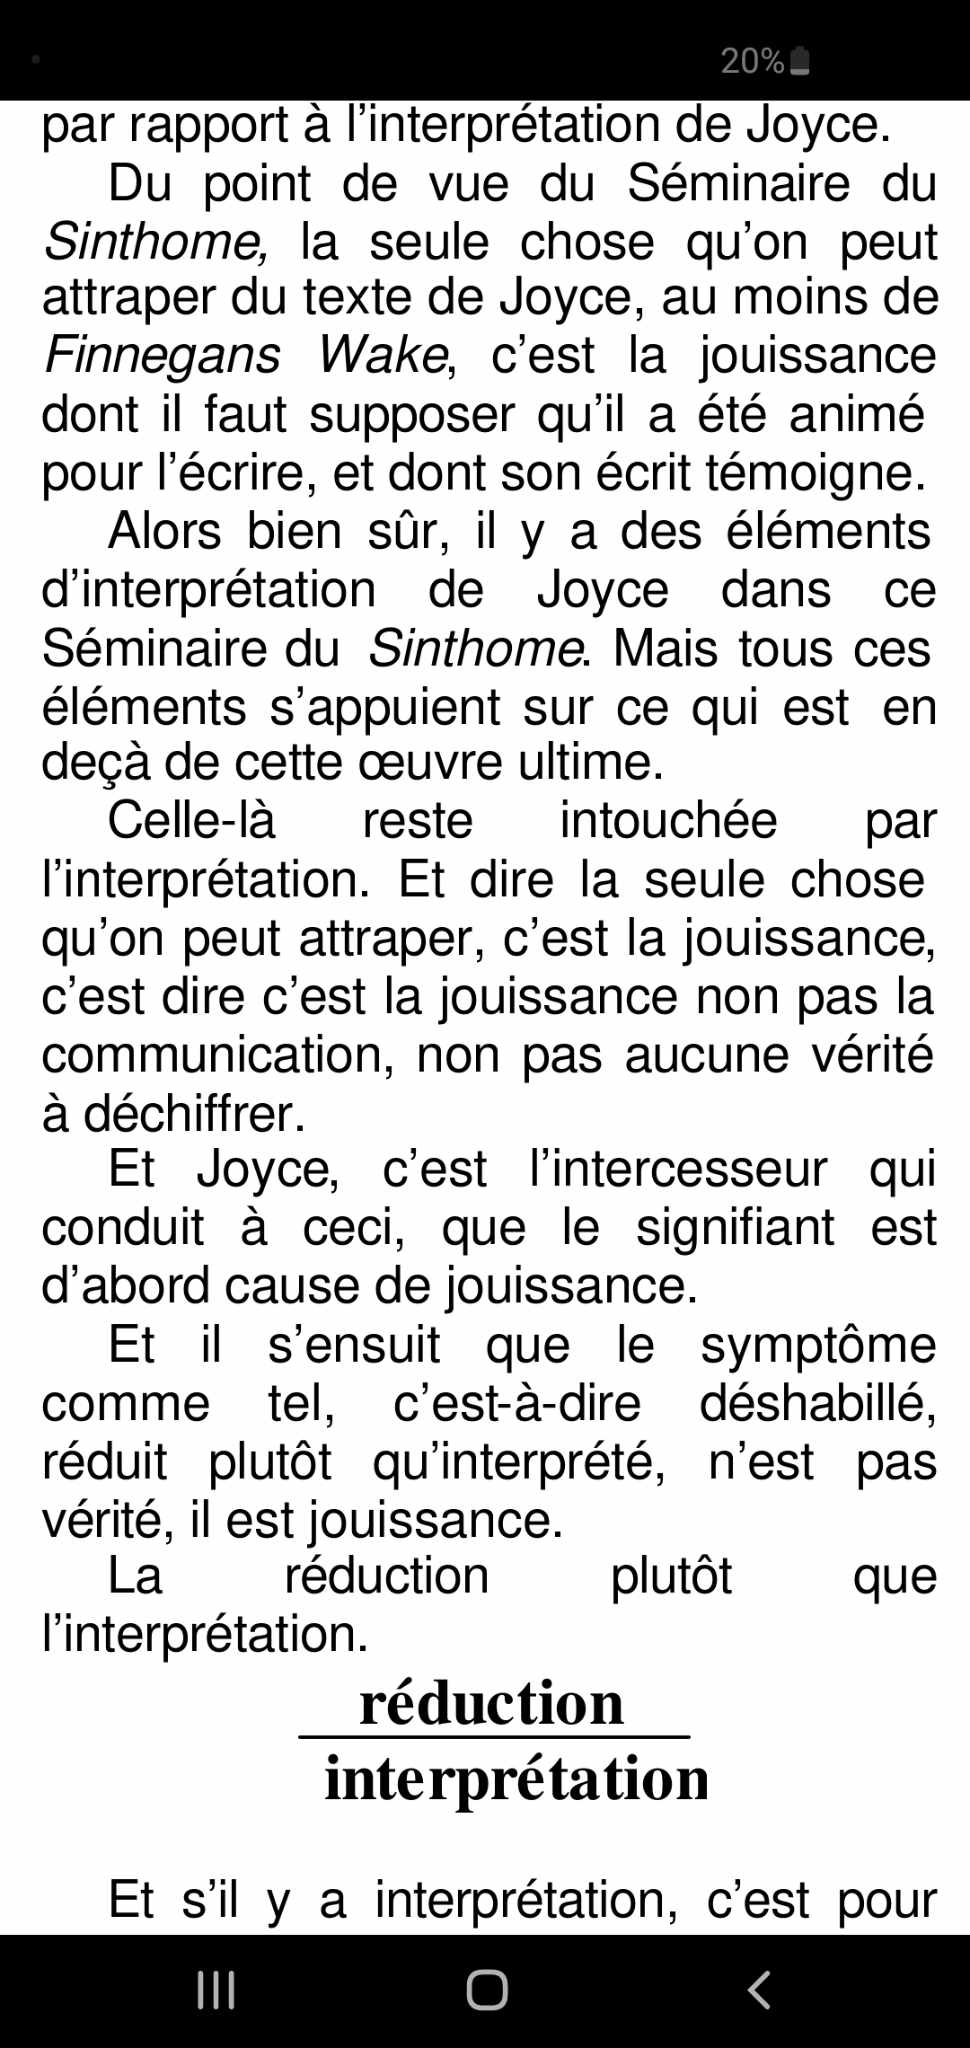 20%
par rapport à l’interprétation de Joyce.
Du point de vue du Séminaire du
Sinthome, la seule chose qu’on peut
attraper du texte de Joyce, au moins de
Finnegans Wake, c’est la jouissance
dont il faut supposer qu’il a été animé
pour l’écrire, et dont son écrit témoigne.
Alors bien sûr, il y a des éléments
d’interprétation de Joyce dans ce
Séminaire du Sinthome. Mais tous ces
éléments s’appuient sur ce qui est en
deçà de cette œuvre ultime.
Celle-là reste intouchée par
l’interprétation. Et dire la seule chose
qu’on peut attraper, c’est la jouissance,
c’est dire c’est la jouissance non pas la
communication, non pas aucune vérité
à déchiffrer.
Et Joyce, c’est l’intercesseur qui
conduit à ceci, que le signifiant est
d’abord cause de jouissance.
Et il s’ensuit que le symptôme
comme tel, c’est-à-dire déshabillé,
réduit plutôt qu’interprété, n’est pas
vérité, il est jouissance.
La réduction plutôt que
l’interprétation.
réduction
interprétation
Et s’il y a interprétation, c’est pour